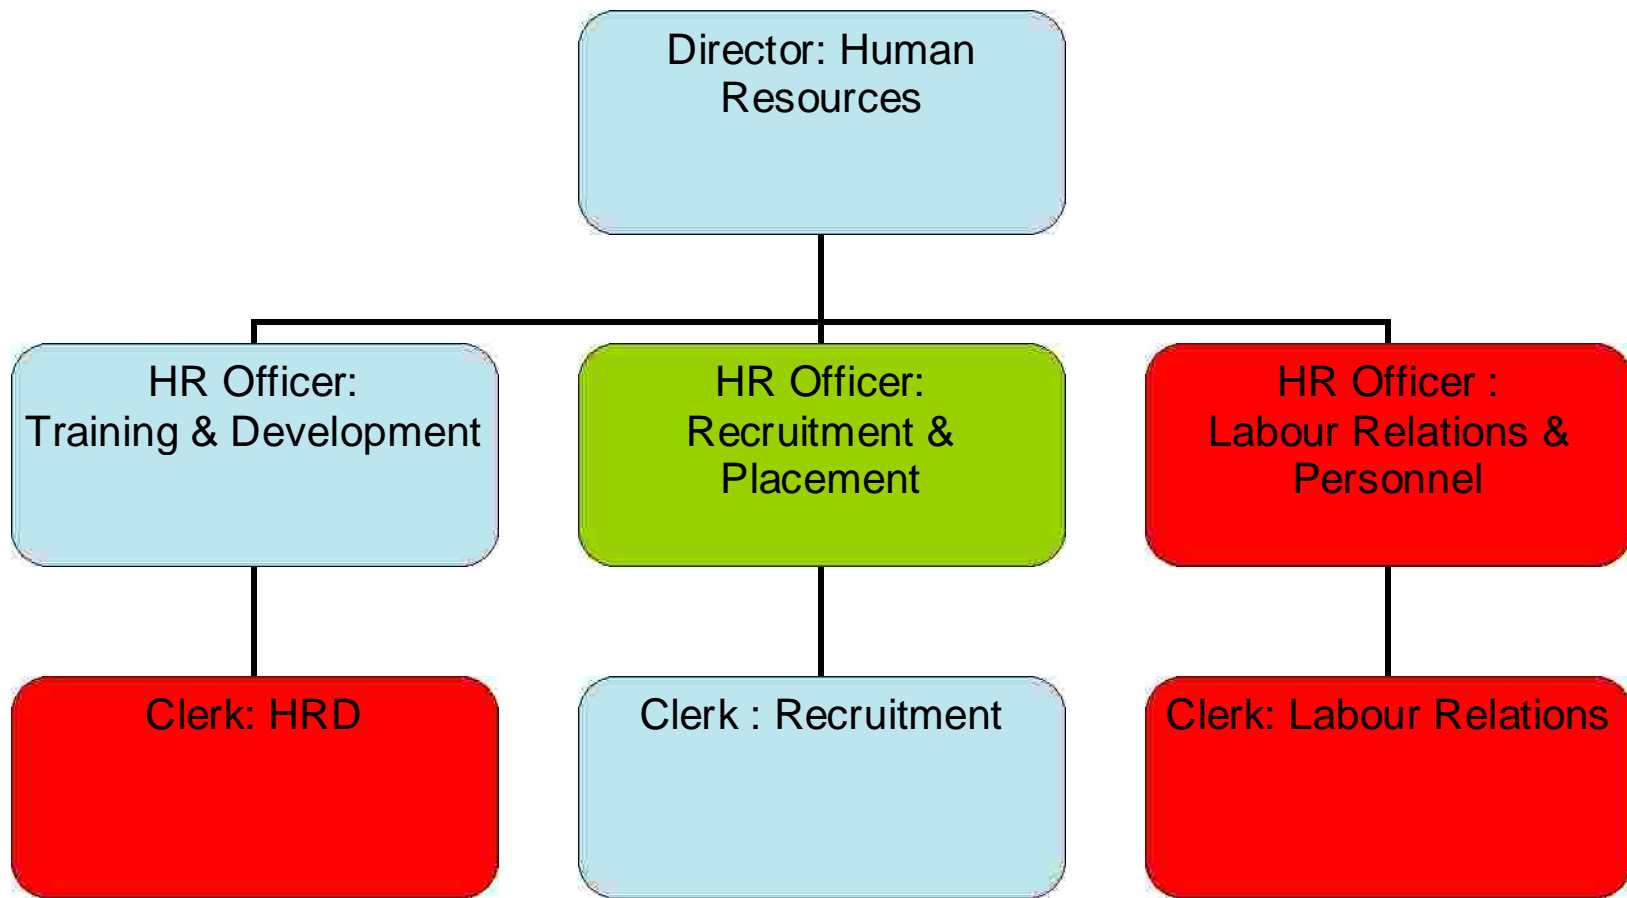 Director: Human
Resources
HR Officer:
Training & Development
HR Officer:
Recruitment &
Placement
HR Officer :
Labour Relations &
Personnel
Clerk: HRD
Clerk : Recruitment
Clerk: Labour Relations